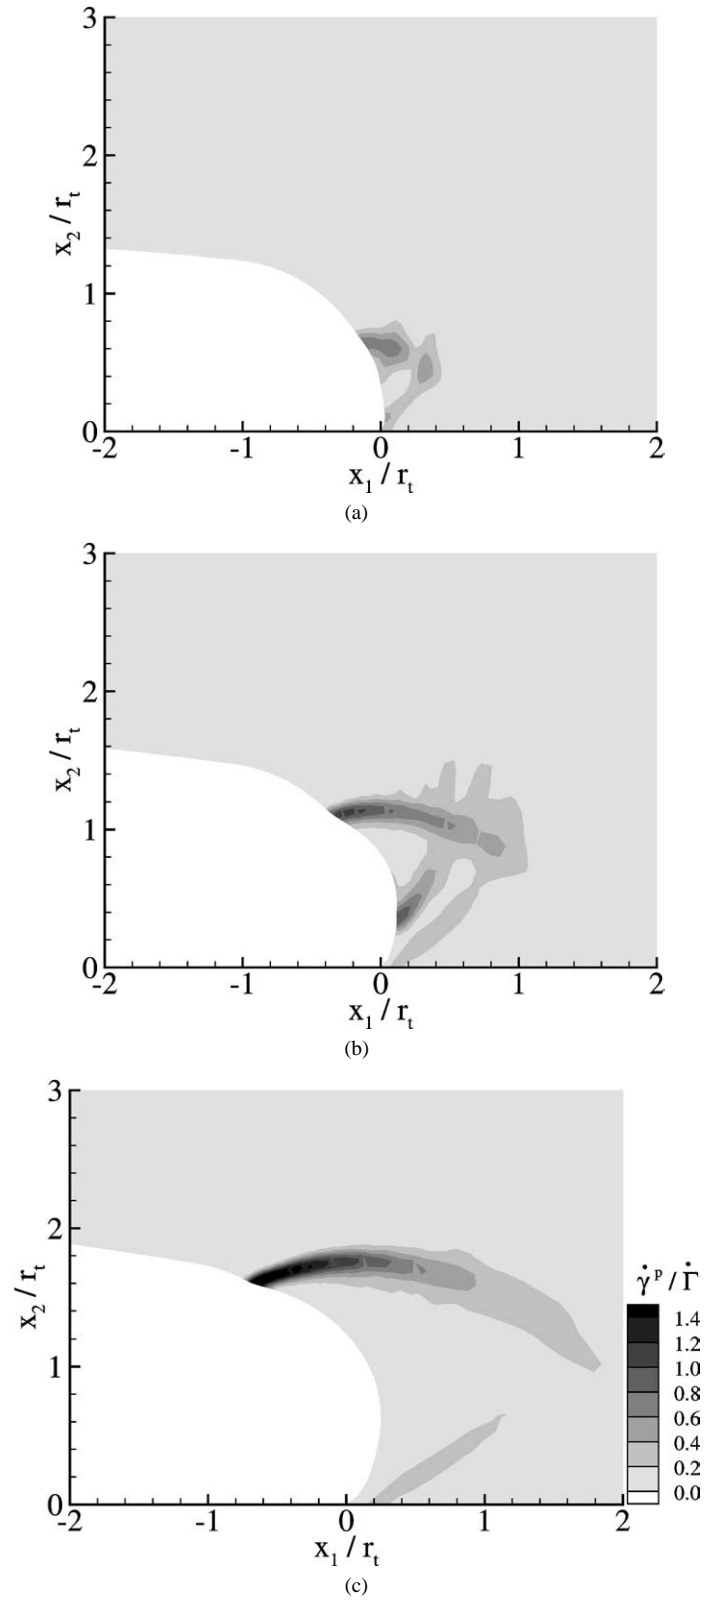 3
2
1
0
x₂ / rₜ
-2 -1 0 1 2
x₁ / rₜ
(a)
3
2
1
0
x₂ / rₜ
-2 -1 0 1 2
x₁ / rₜ
(b)
3
2
1
0
x₂ / rₜ
-2 -1 0 1 2
x₁ / rₜ
γ̇ᵖ / Γ̇
1.4
1.2
1.0
0.8
0.6
0.4
0.2
0.0
(c)